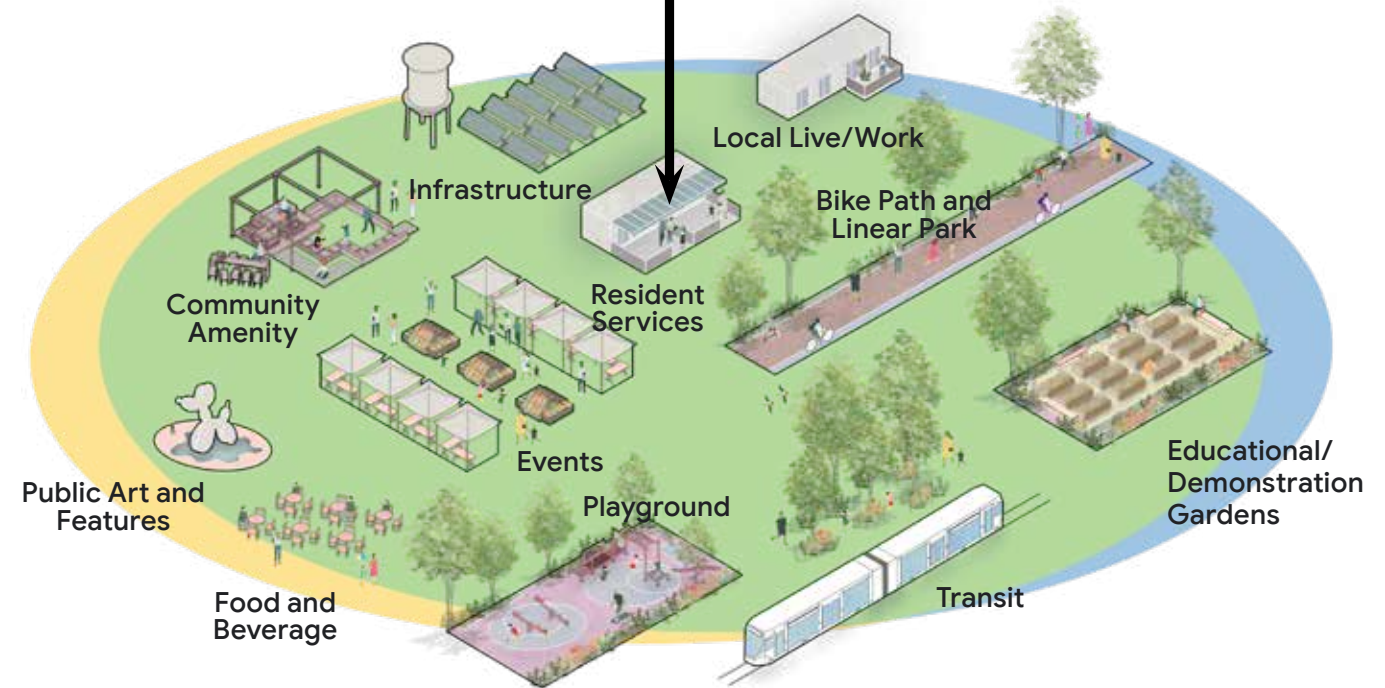 Local Live/Work
Infrastructure
Bike Path and
Linear Park
Resident
Services
Community
Amenity
Events
Educational/
Demonstration
Gardens
Public Art and
Features
Playground
Food and
Beverage
Transit